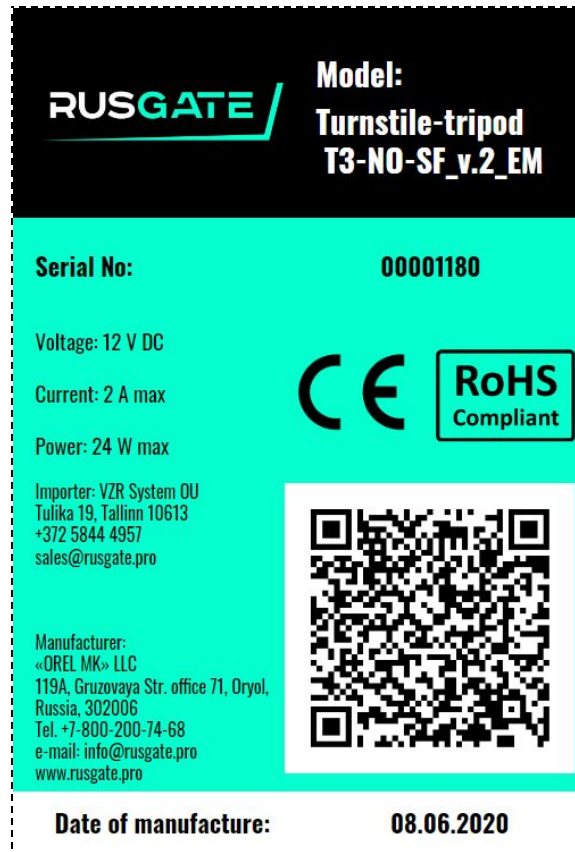 RUSGATE
Model:
Turnstile-tripod
T3-NO-SF_v.2_EM
Serial No: 00001180
Voltage: 12 V DC
Current: 2 A max
Power: 24 W max
CE
RoHS
Compliant
Importer: VZR System OU
Tulika 19, Tallinn 10613
+372 5844 4957
sales@rusgate.pro
Manufacturer:
«OREL MK» LLC
119A, Gruzovaya Str. office 71, Oryol,
Russia, 302006
Tel. +7-800-200-74-68
e-mail: info@rusgate.pro
www.rusgate.pro
Date of manufacture: 08.06.2020